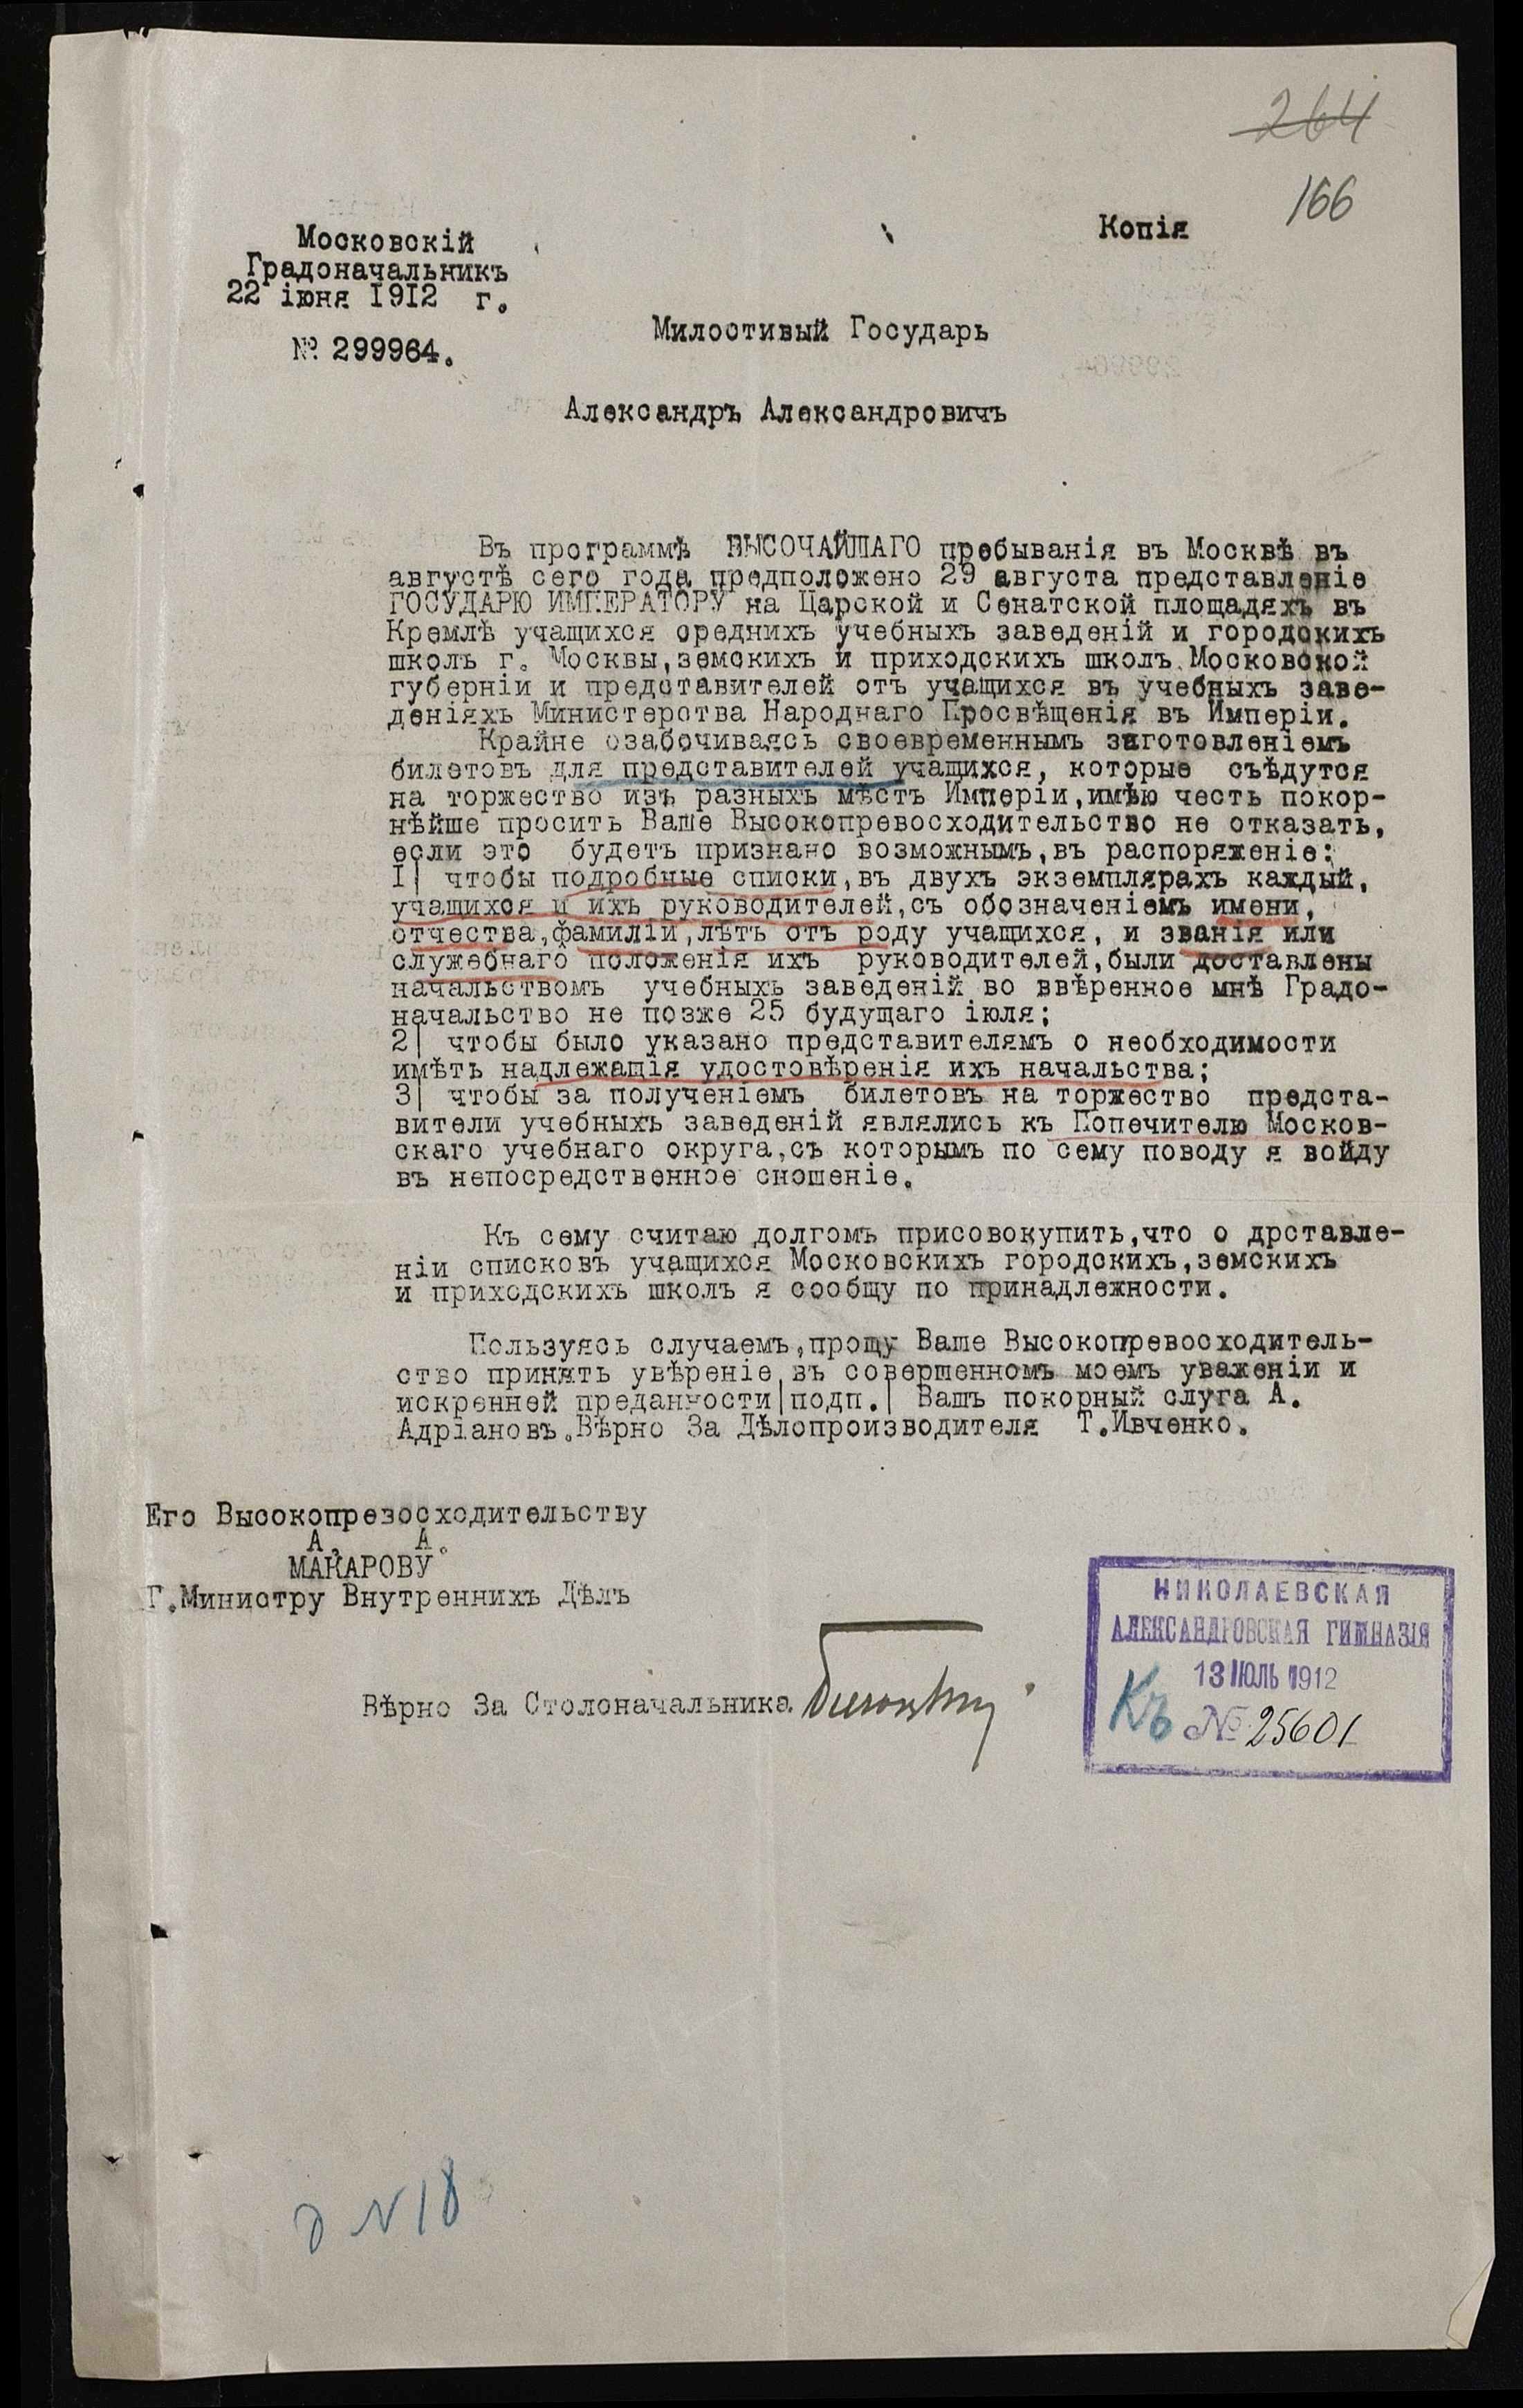 264
166
Копія
Московскій
Градоначальникъ
22 іюня 1912 г.
№ 299964.
Милостивый Государь
Александръ Александровичъ
Въ программѣ ВЫСОЧАЙШАГО пребыванія въ Москвѣ въ
августѣ сего года предположено 29 августа представленіе
ГОСУДАРЮ ИМПЕРАТОРУ на Царской и Сенатской площадяхъ въ
Кремлѣ учащихся среднихъ учебныхъ заведеній и городскихъ
школъ г. Москвы, земскихъ и приходскихъ школъ Московской
губерніи и представителей отъ учащихся въ учебныхъ заве-
деніяхъ Министерства Народнаго Просвѣщенія въ Имперіи.
Крайне озабочиваясь своевременнымъ заготовленіемъ
билетовъ для представителей учащихся, которые съѣдутся
на торжество изъ разныхъ мѣстъ Имперіи, имѣю честь покор-
нѣйше просить Ваше Высокопревосходительство не отказать,
если это будетъ признано возможнымъ, въ распоряженіе:
1| чтобы подробные списки, въ двухъ экземплярахъ каждый,
учащихся и ихъ руководителей, съ обозначеніемъ имени,
отчества, фамиліи, лѣтъ отъ роду учащихся, и званія или
служебнаго положенія ихъ руководителей, были доставлены
начальствомъ учебныхъ заведеній во ввѣренное мнѣ Градо-
начальство не позже 25 будущаго іюля;
2| чтобы было указано представителямъ о необходимости
имѣть надлежащія удостовѣренія ихъ начальства;
3| чтобы за полученіемъ билетовъ на торжество предста-
вители учебныхъ заведеній являлись къ Попечителю Москов-
скаго учебнаго округа, съ которымъ по сему поводу я войду
въ непосредственное сношеніе.
Къ сему считаю долгомъ присовокупить, что о дрставле-
ніи списковъ учащихся Московскихъ городскихъ, земскихъ
и приходскихъ школъ я сообщу по принадлежности.
Пользуясь случаемъ, прощу Ваше Высокопревосходитель-
ство принять увѣреніе въ совершенномъ моемъ уваженіи и
искренней преданности |подп.| Вашъ покорный слуга А.
Адріановъ. Вѣрно За Дѣлопроизводителя Т. Ивченко.
Его Высокопревосходительству
А. А.
МАКАРОВУ
Г. Министру Внутреннихъ Дѣлъ
Вѣрно За Столоначальника
НИКОЛАЕВСКАЯ
АЛЕКСАНДРОВСКАЯ ГИМНАЗІЯ
13 ІЮЛЬ 1912
Къ № 25601
д N 18